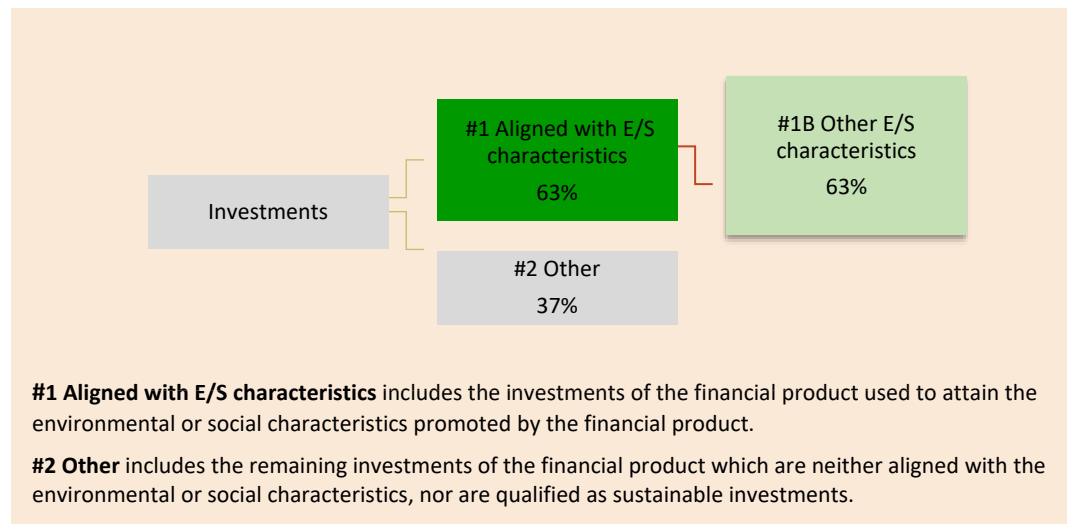 #1 Aligned with E/S
characteristics
63%
#1B Other E/S
characteristics
63%
Investments
#2 Other
37%
#1 Aligned with E/S characteristics includes the investments of the financial product used to attain the
environmental or social characteristics promoted by the financial product.
#2 Other includes the remaining investments of the financial product which are neither aligned with the
environmental or social characteristics, nor are qualified as sustainable investments.